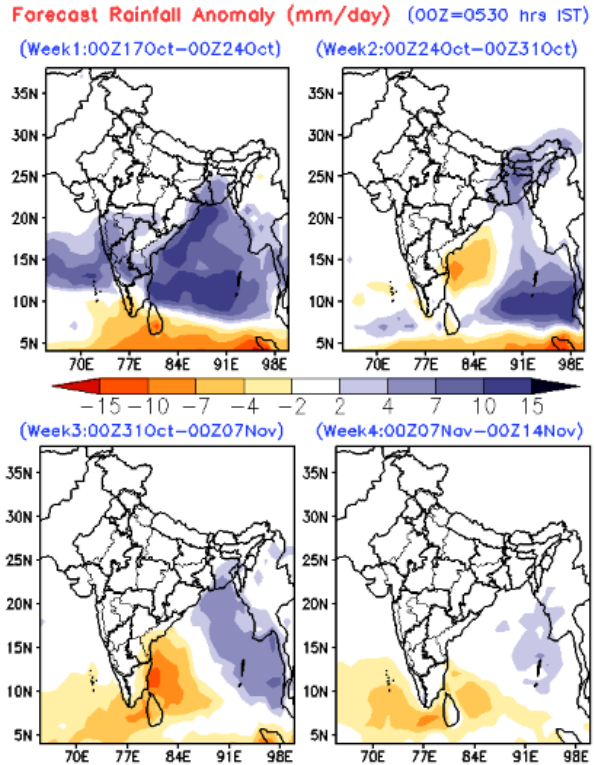 Forecast Rainfall Anomaly (mm/day) (00Z=0530 hrs IST)
(Week1:00Z17Oct-00Z24Oct) (Week2:00Z24Oct-00Z31Oct)
35N 35N
30N 30N
25N 25N
20N 20N
15N 15N
10N 10N
5N 5N
70E 77E 84E 91E 98E 70E 77E 84E 91E 98E
-15 -10 -7 -4 -2 2 4 7 10 15
(Week3:00Z31Oct-00Z07Nov) (Week4:00Z07Nov-00Z14Nov)
35N 35N
30N 30N
25N 25N
20N 20N
15N 15N
10N 10N
5N 5N
70E 77E 84E 91E 98E 70E 77E 84E 91E 98E